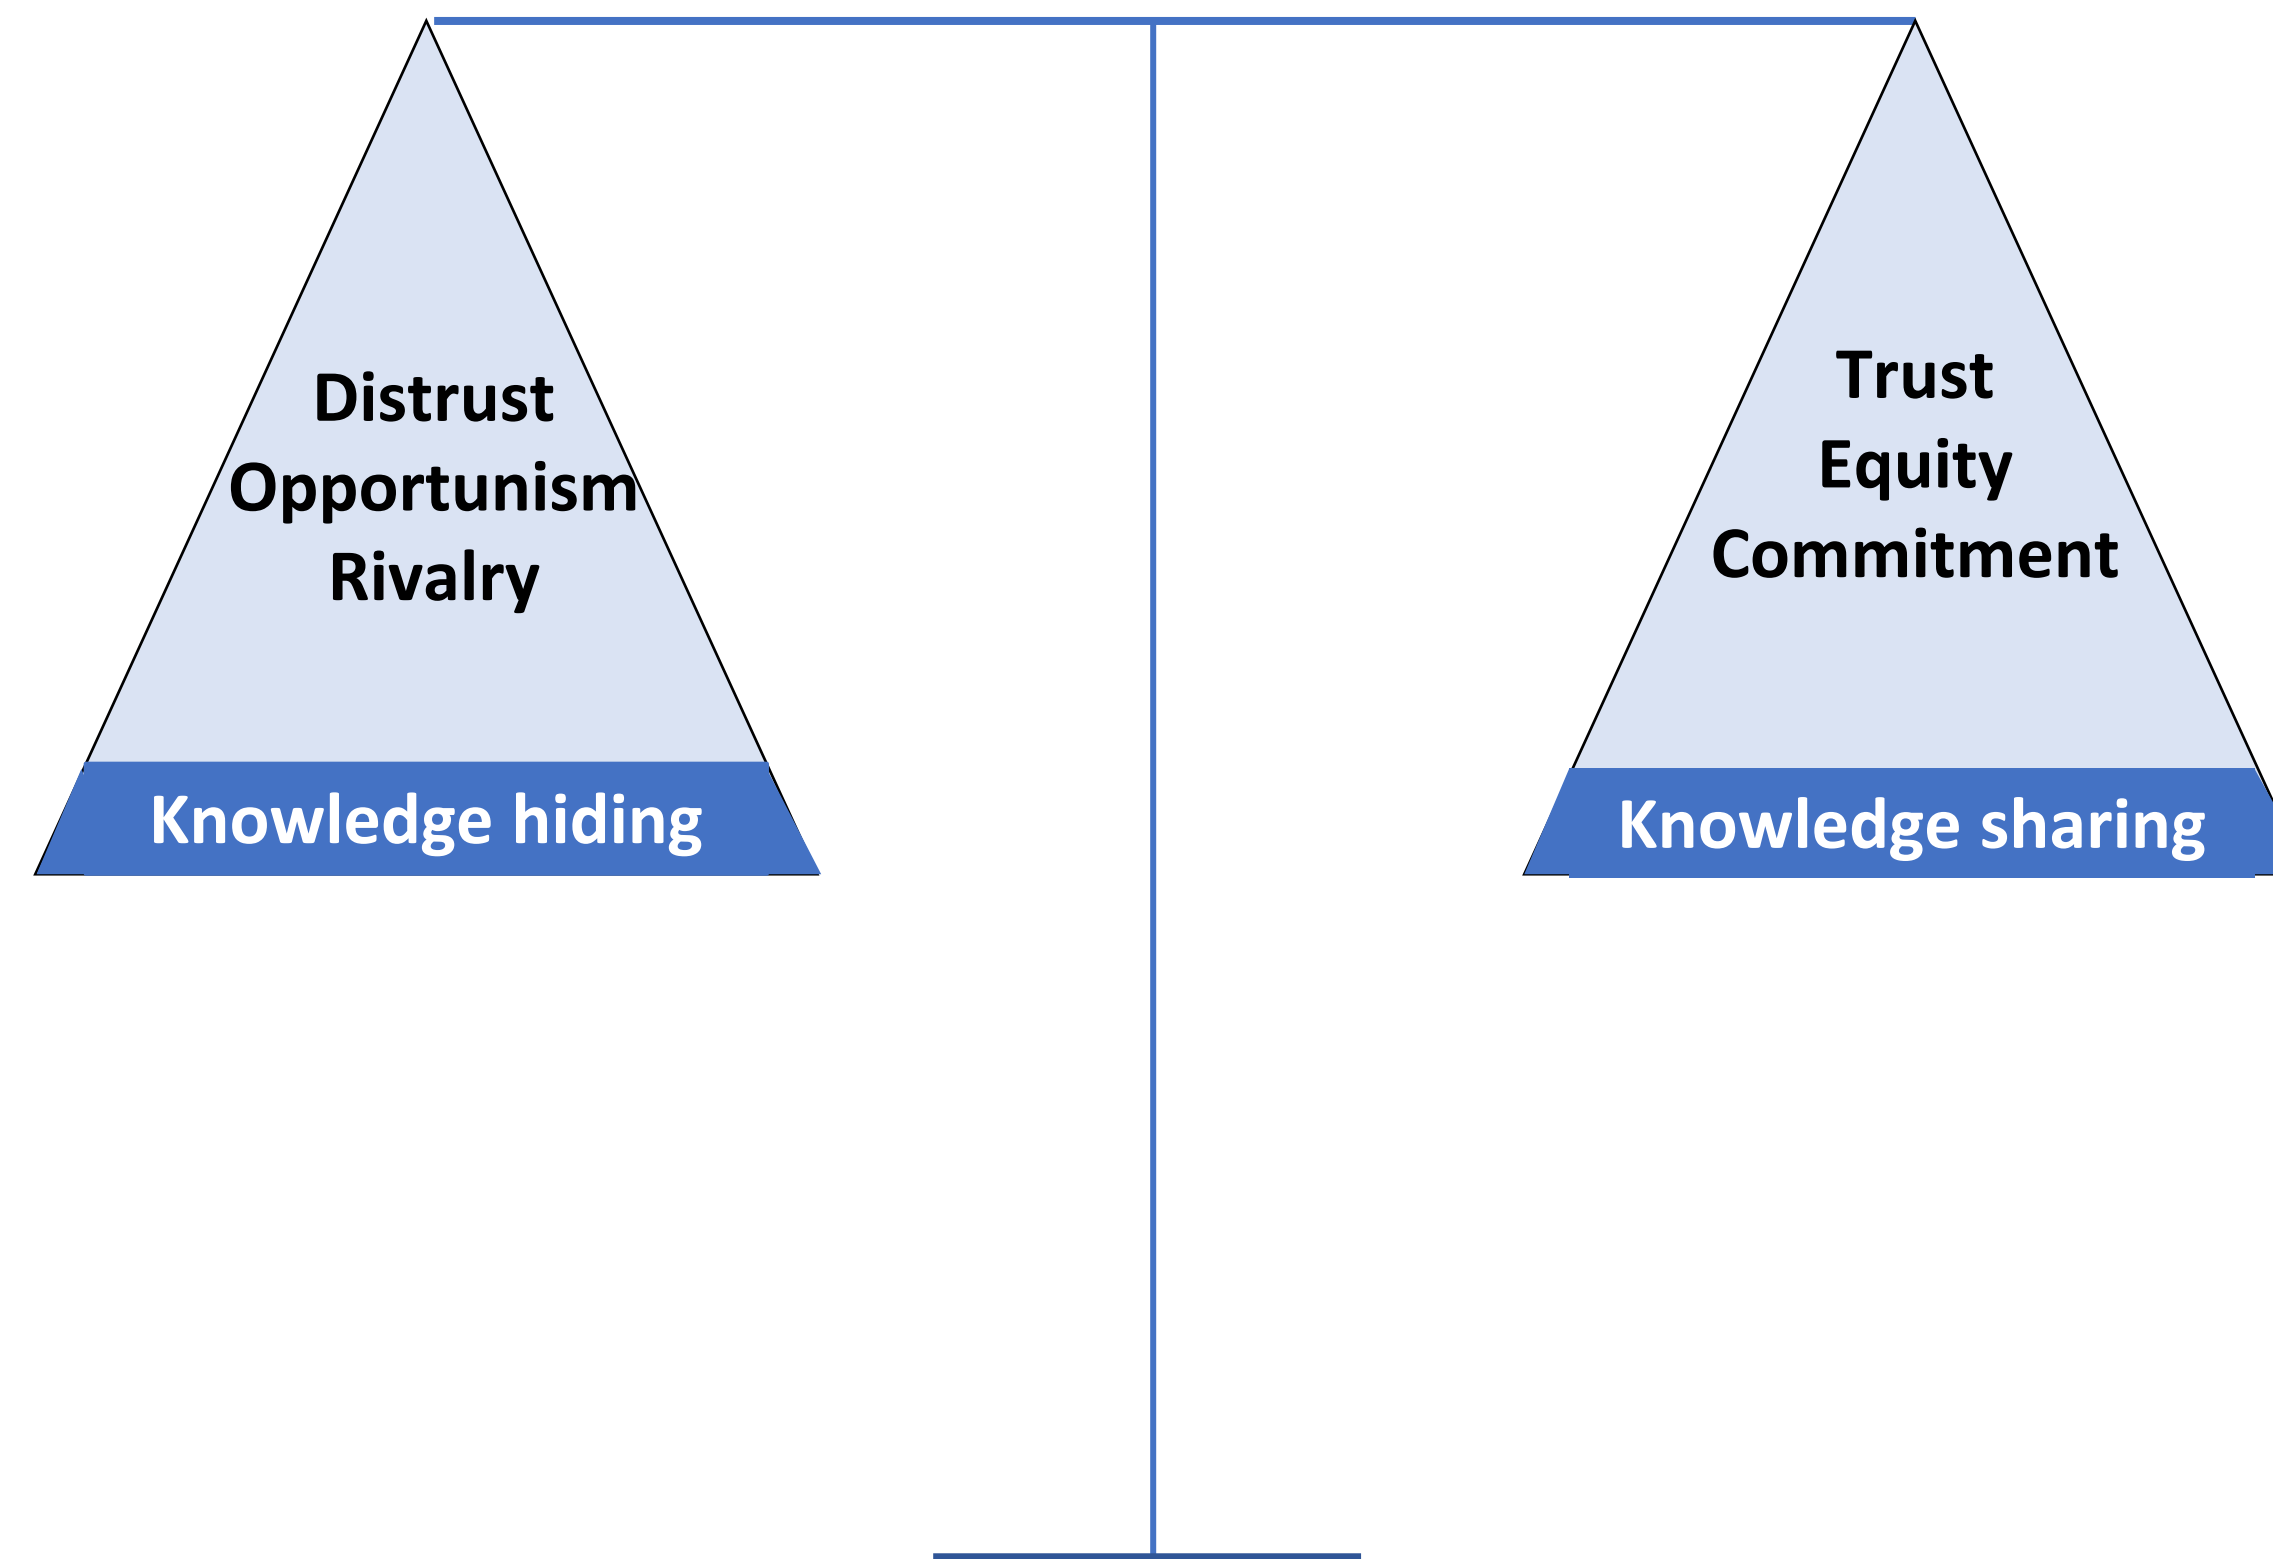 Distrust
Opportunism
Rivalry
Knowledge hiding
Trust
Equity
Commitment
Knowledge sharing